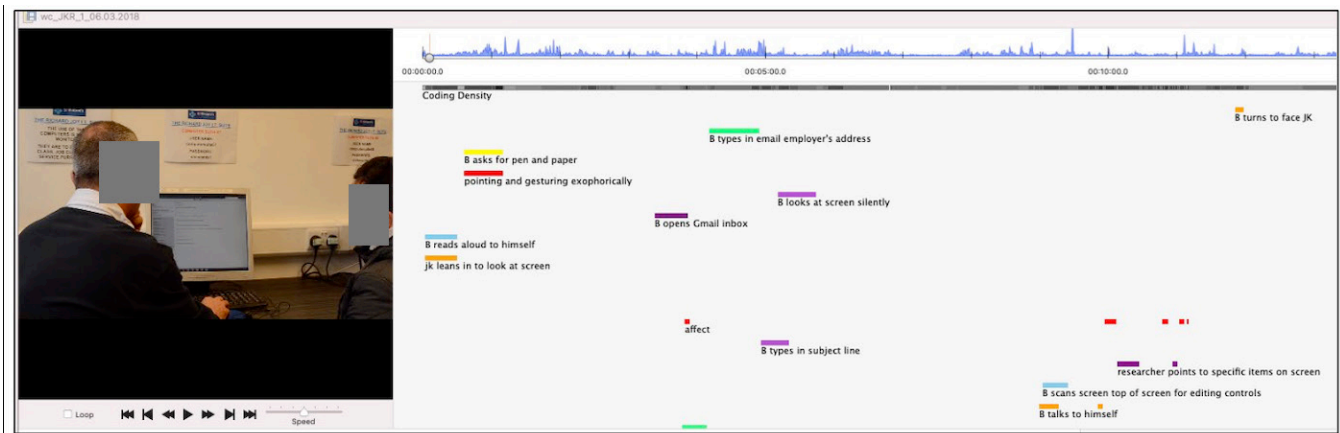 wc_JKR_1_06.03.2018
00:00:00.0
00:05:00.0
00:10:00.0
Coding Density
B turns to face JK
B types in email employer's address
B asks for pen and paper
pointing and gesturing exophorically
B looks at screen silently
B opens Gmail inbox
B reads aloud to himself
jk leans in to look at screen
affect
B types in subject line
researcher points to specific items on screen
B scans screen top of screen for editing controls
B talks to himself
Loop
Speed